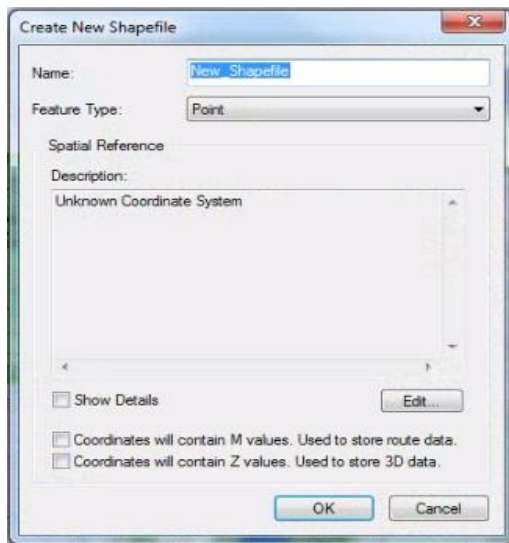 Create New Shapefile
Name: New_Shapefile
Feature Type: Point
Spatial Reference
Description:
Unknown Coordinate System
Show Details Edit...
Coordinates will contain M values. Used to store route data.
Coordinates will contain Z values. Used to store 3D data.
OK Cancel